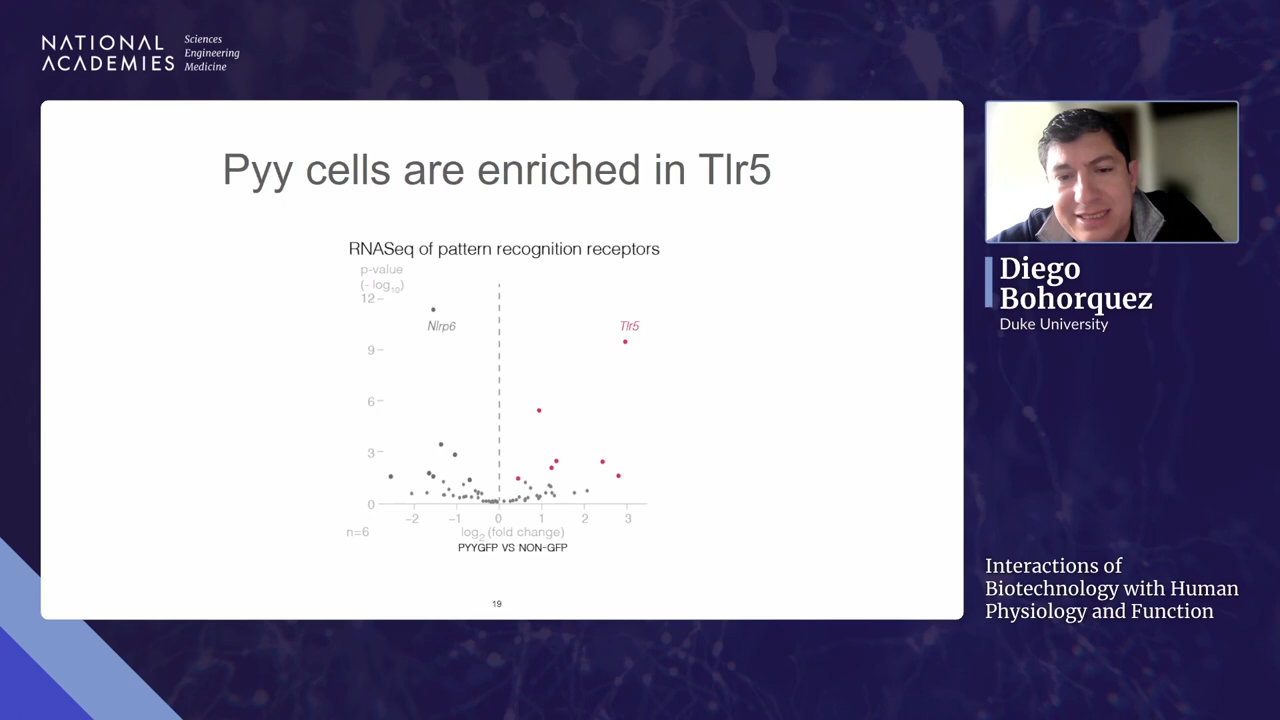 NATIONAL
ACADEMIES
Sciences
Engineering
Medicine
Pyy cells are enriched in Tlr5
RNASeq of pattern recognition receptors
p-value
(- log10)
12
Nlrp6
Tlr5
9
6
3
0
-2 -1 0 1 2 3
n=6
log2 (fold change)
PYYGFP VS NON-GFP
19
Diego
Bohorquez
Duke University
Interactions of
Biotechnology with Human
Physiology and Function